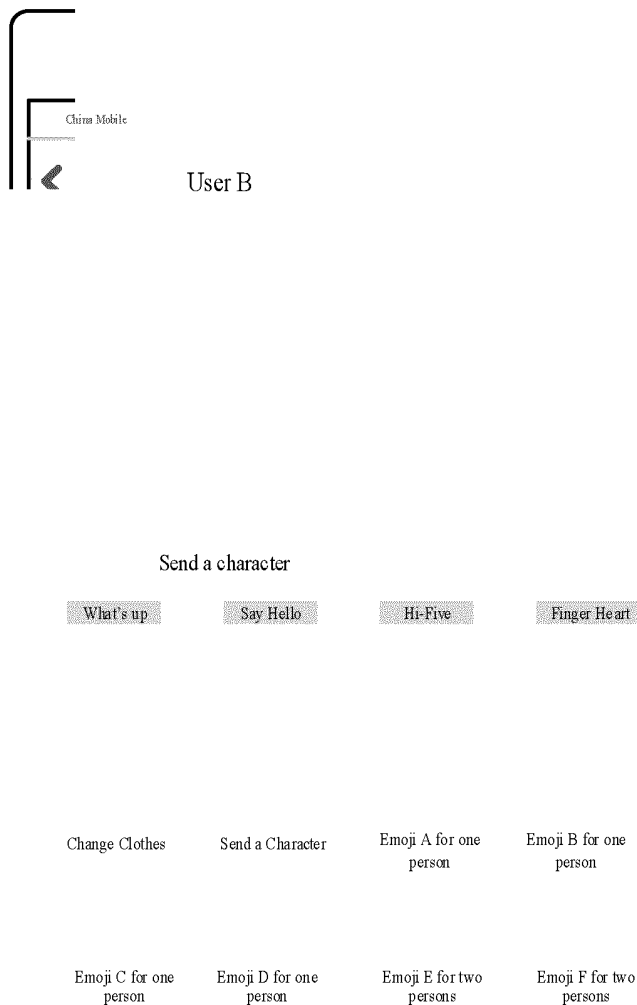 China Mobile
User B
Send a character
What's up Say Hello Hi-Five Finger Heart
Change Clothes Send a Character Emoji A for one person Emoji B for one person
Emoji C for one person Emoji D for one person Emoji E for two persons Emoji F for two persons